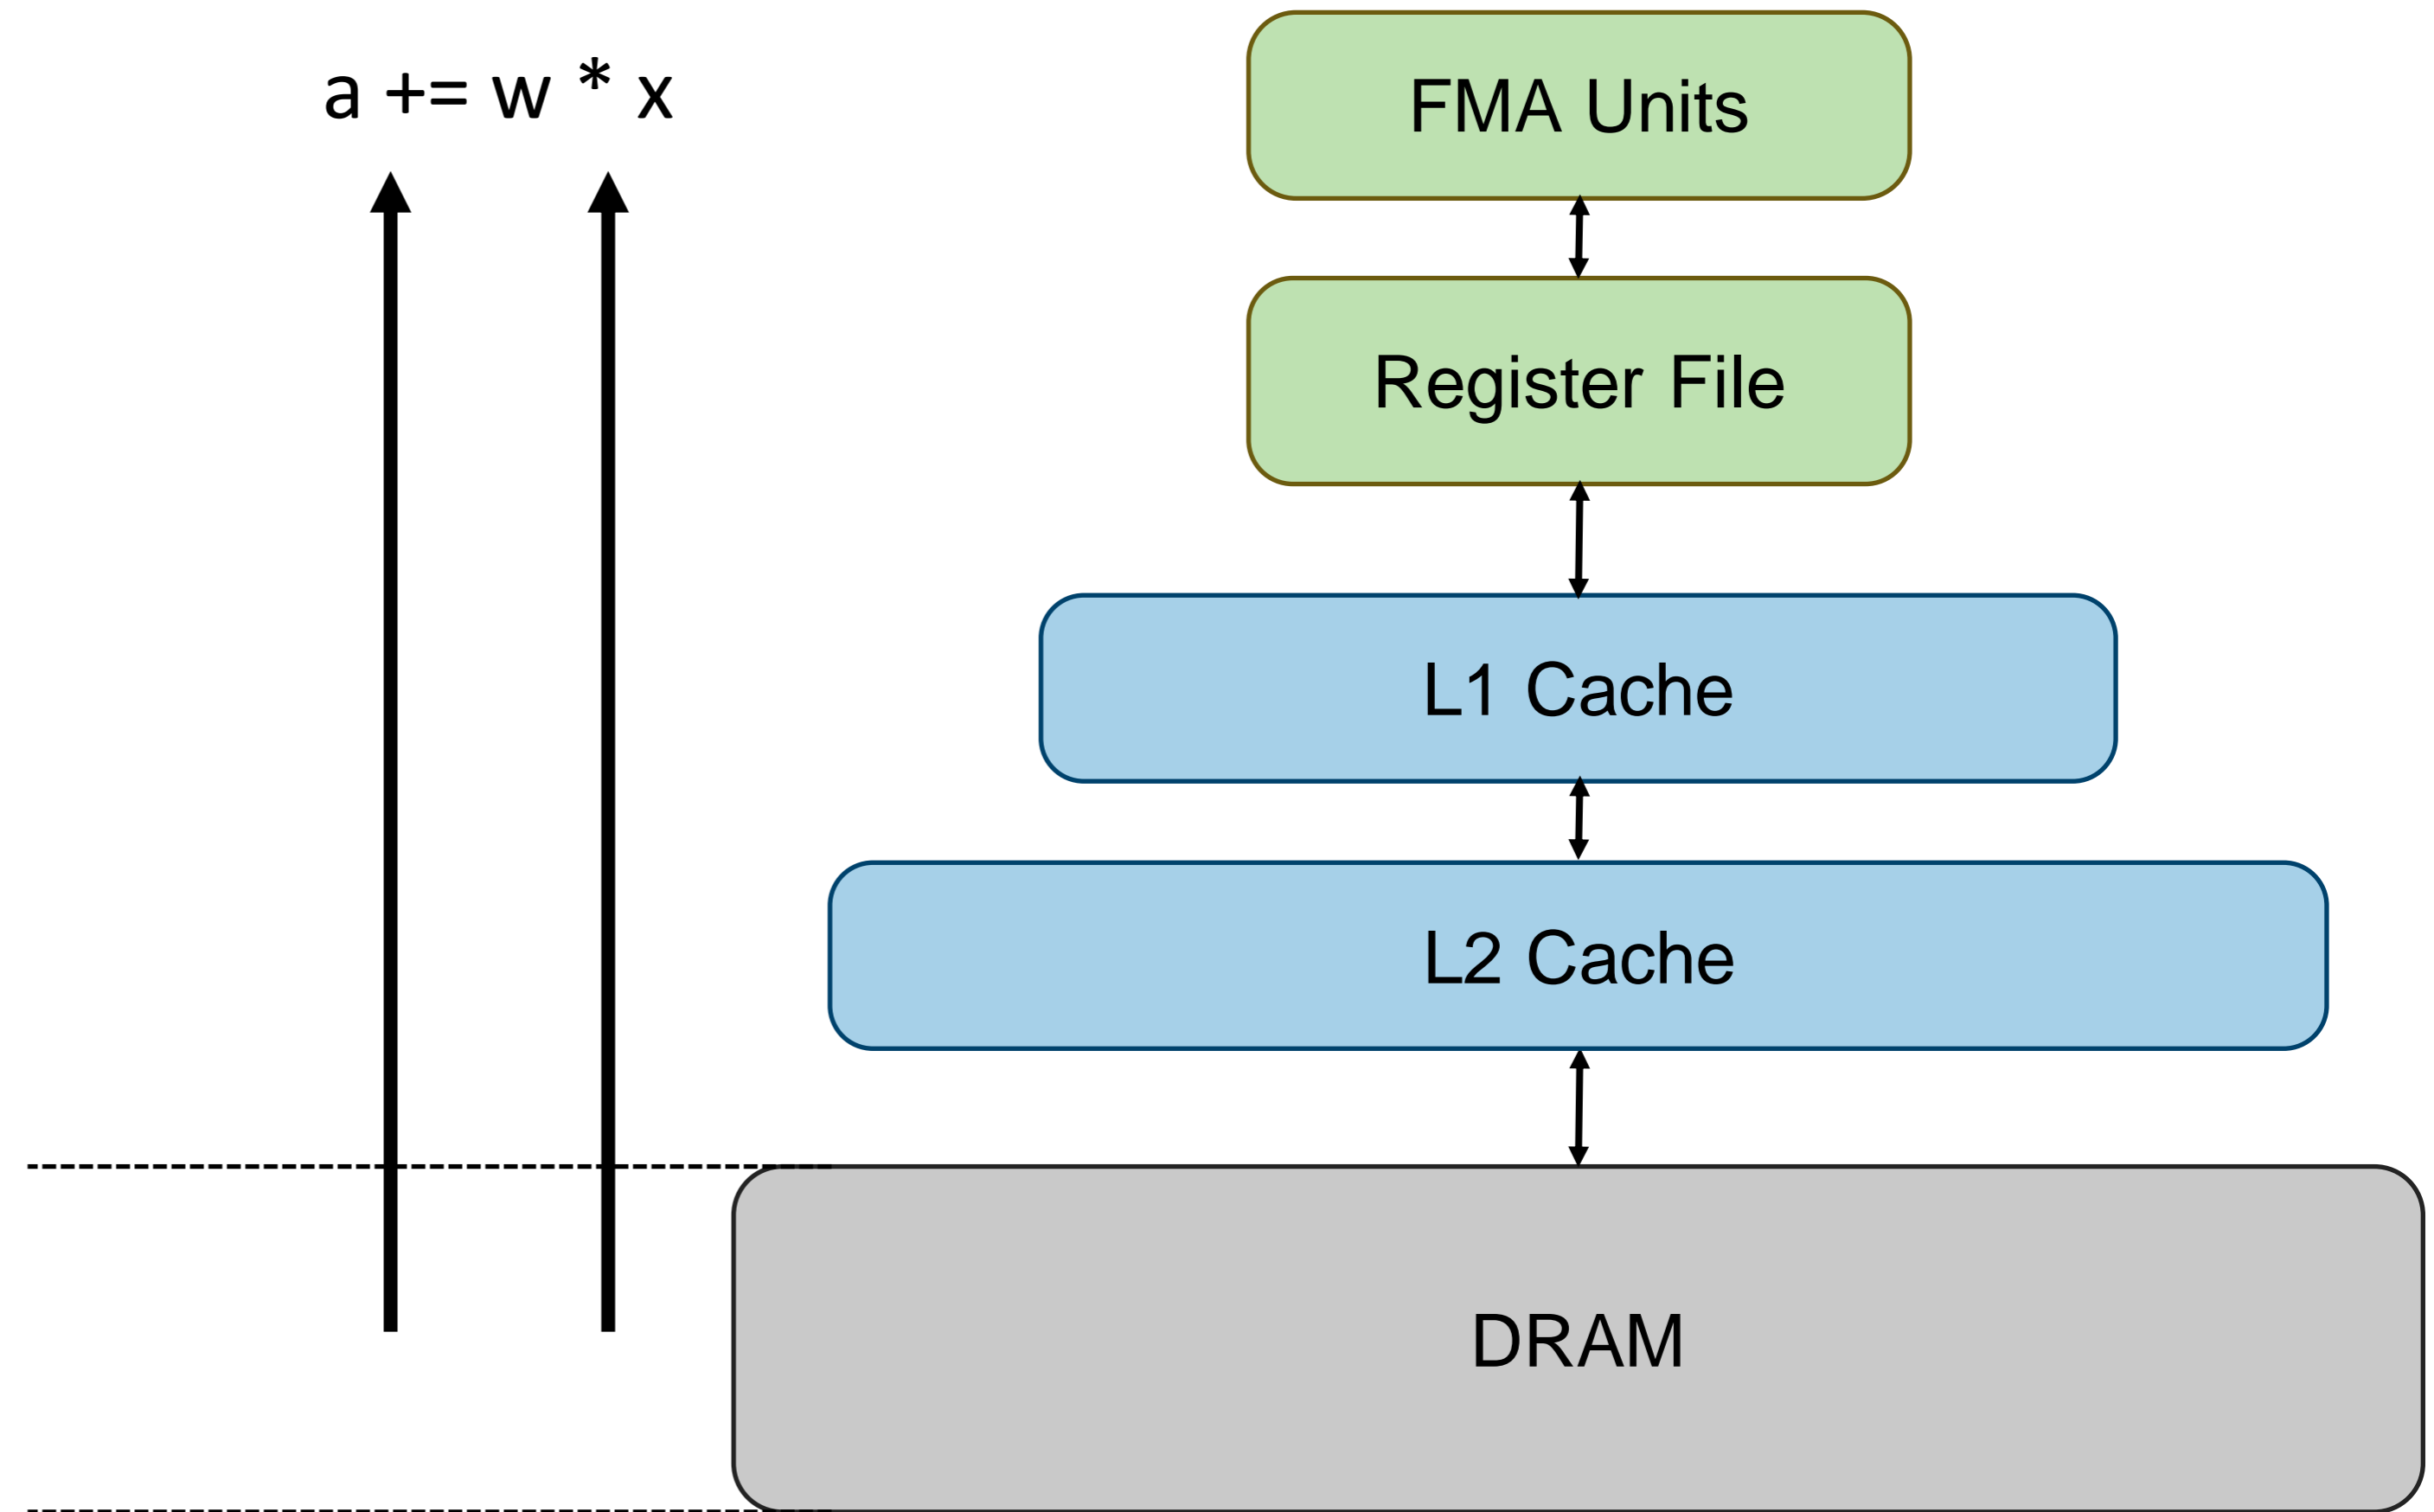 a += w * x
FMA Units
Register File
L1 Cache
L2 Cache
DRAM